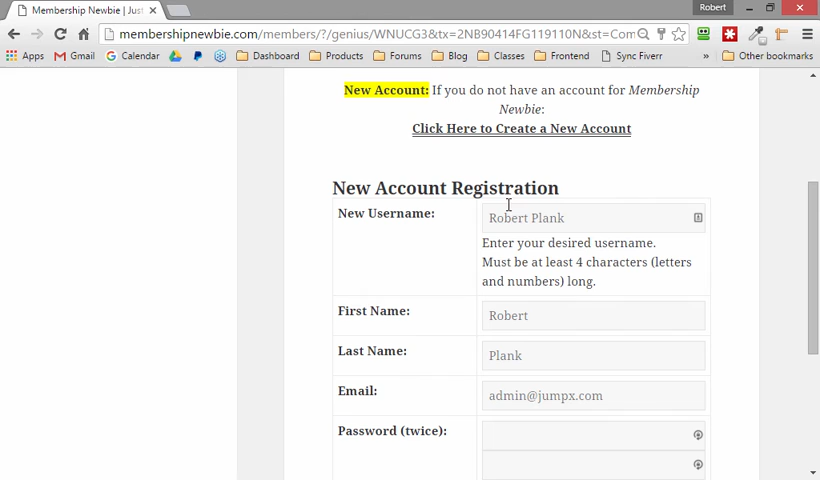 Membership Newbie | Jus
Robert
membershipnewbie.com/members/?/genius/WNUCG3&tx=2NB90414FG119110N&st=Com
Apps
Gmail
Calendar
Dashboard
Products
Forums
Blog
Classes
Frontend
Sync Fiverr
»
Other bookmarks
New Account: If you do not have an account for Membership
Newbie:
Click Here to Create a New Account
New Account Registration
New Username:
Robert Plank
Enter your desired username.
Must be at least 4 characters (letters
and numbers) long.
First Name:
Robert
Last Name:
Plank
Email:
admin@jumpx.com
Password (twice):